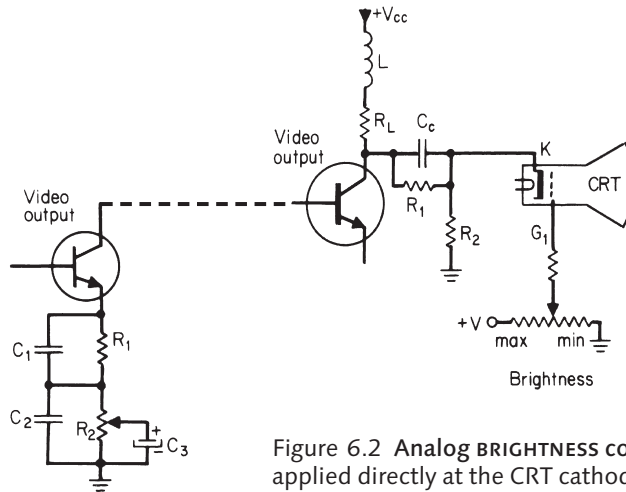 +Vcc
L
RL
Cc
Video
output
K
CRT
R1
G1
R2
Video
output
+V
max
min
Brightness
C1
R1
C2
R2
+
C3
Figure 6.2 Analog BRIGHTNESS CO
applied directly at the CRT cathod